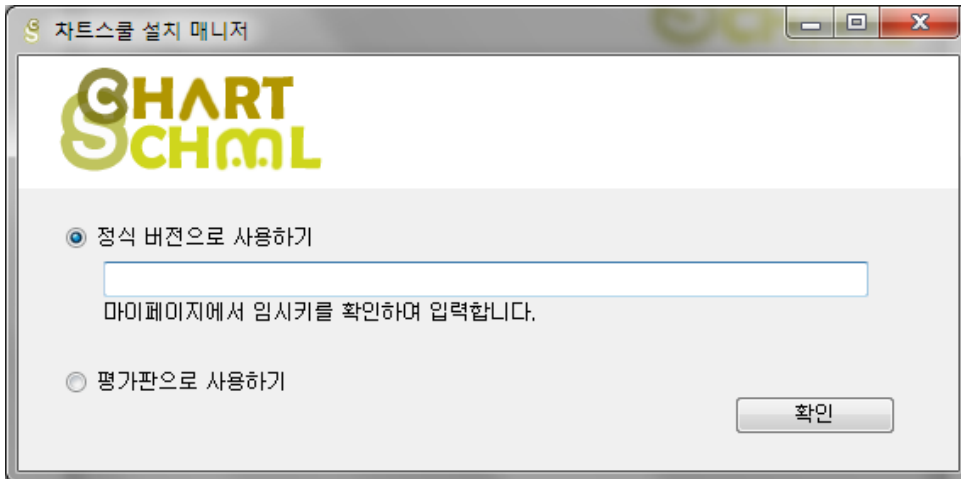 차트스쿨 설치 매니저
CHART
SCHOOL
정식 버전으로 사용하기
마이페이지에서 임시키를 확인하여 입력합니다.
평가판으로 사용하기
확인